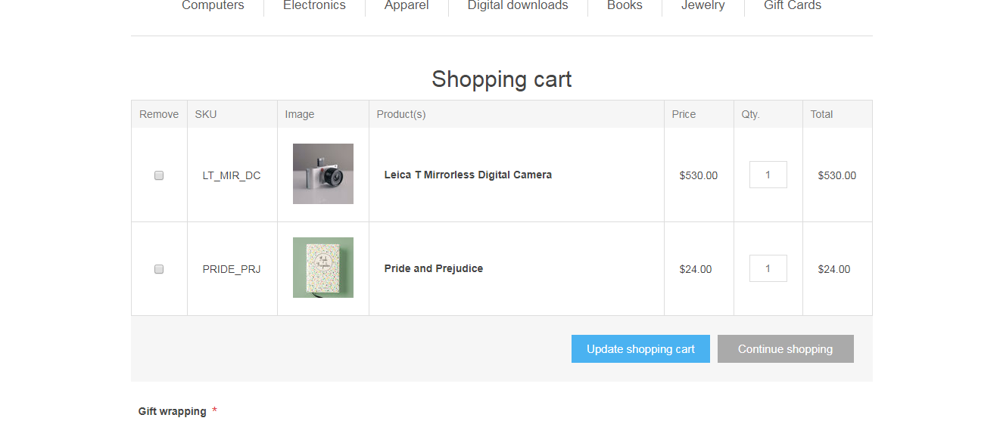 Computers Electronics Apparel Digital downloads Books Jewelry Gift Cards
Shopping cart
Remove SKU Image Product(s) Price Qty. Total
LT_MIR_DC Leica T Mirrorless Digital Camera $530.00 1 $530.00
Pride
Prejudice
PRIDE_PRJ Pride and Prejudice $24.00 1 $24.00
Update shopping cart Continue shopping
Gift wrapping *